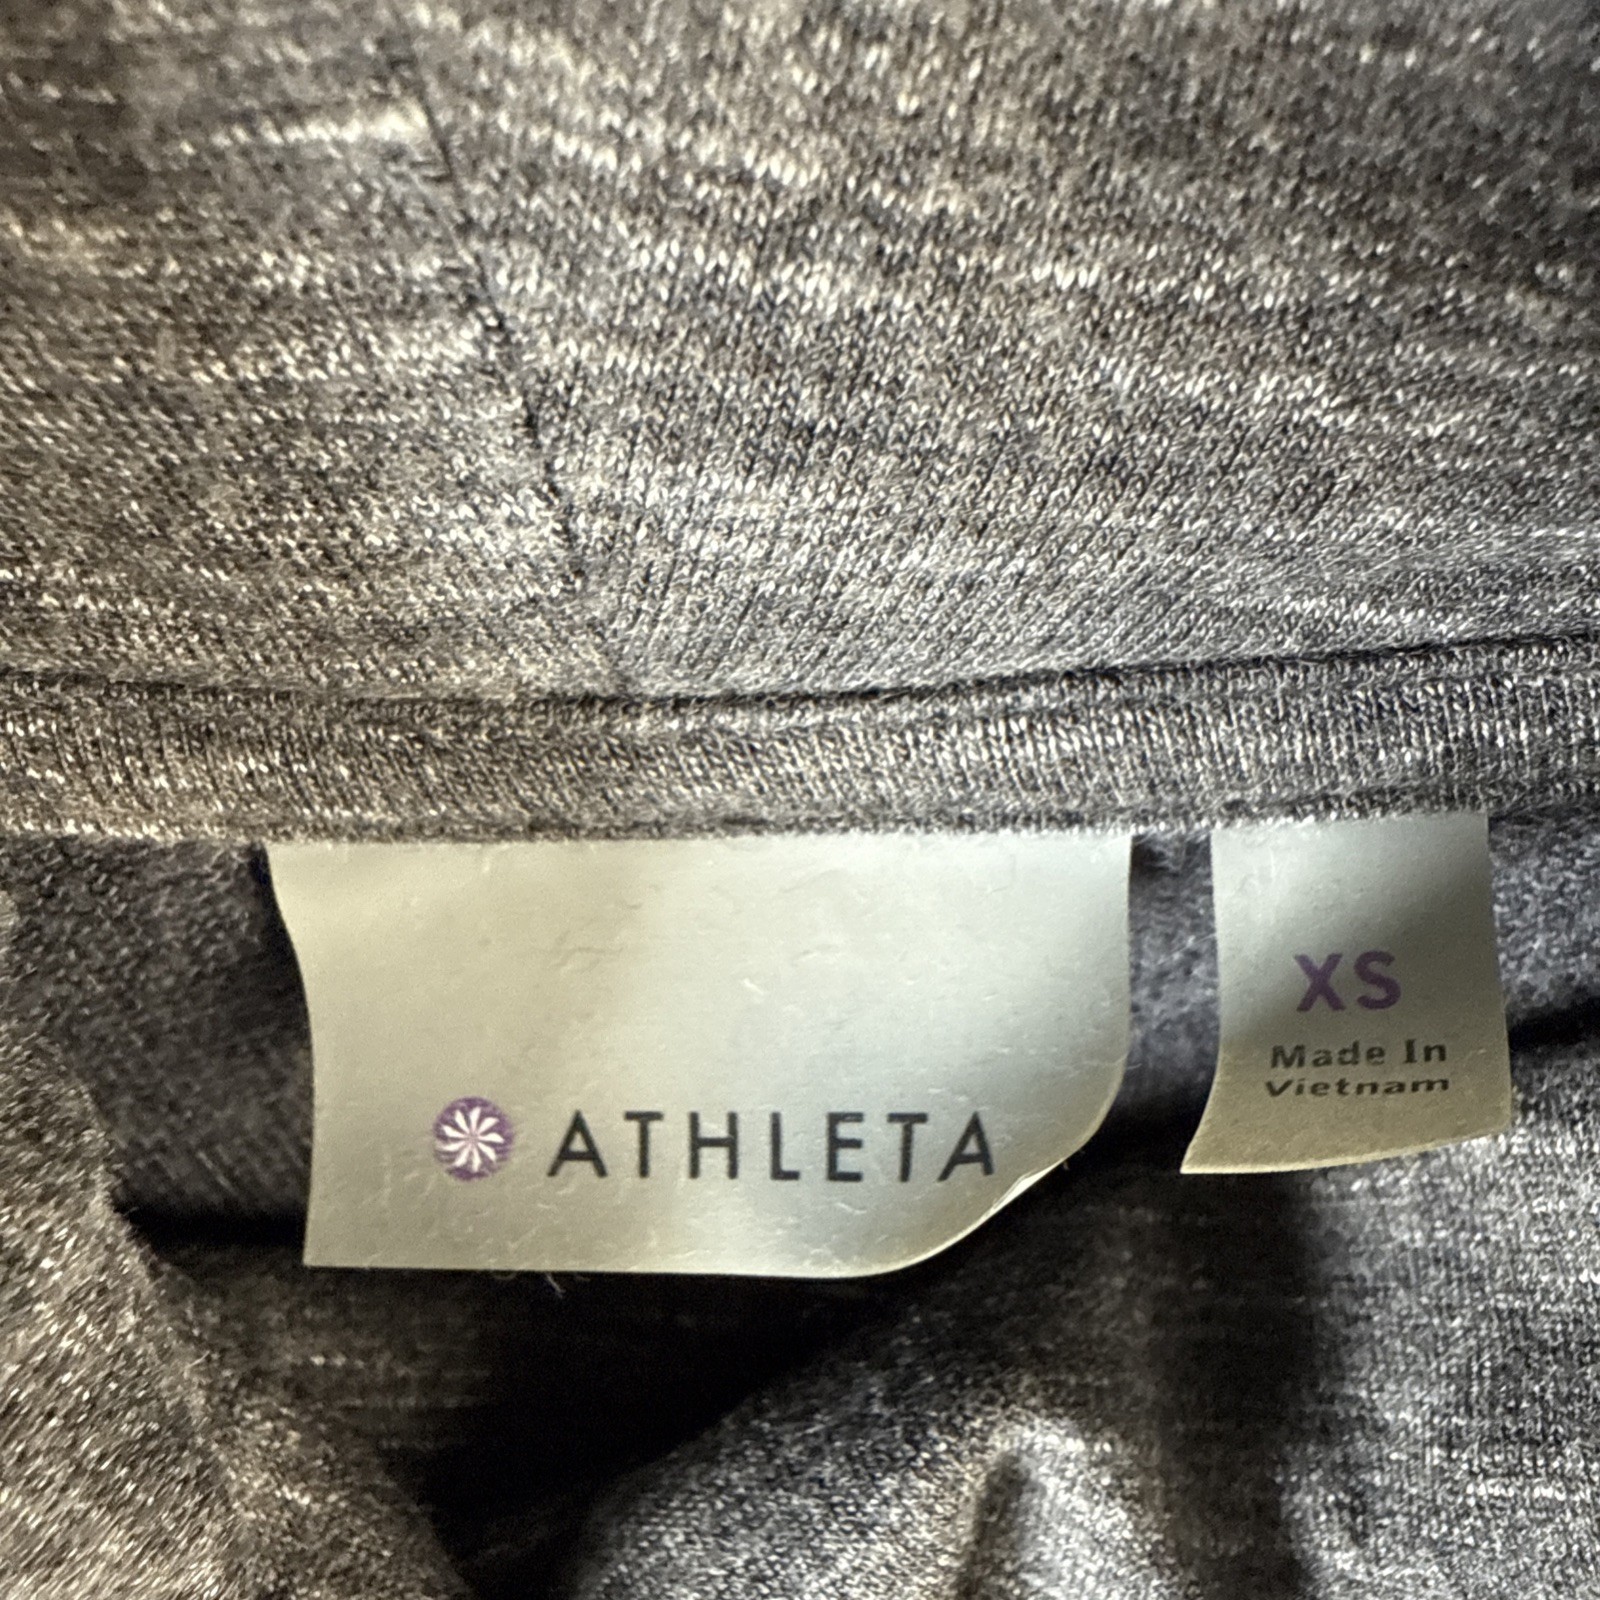 ATHLETA
XS
Made In
Vietnam